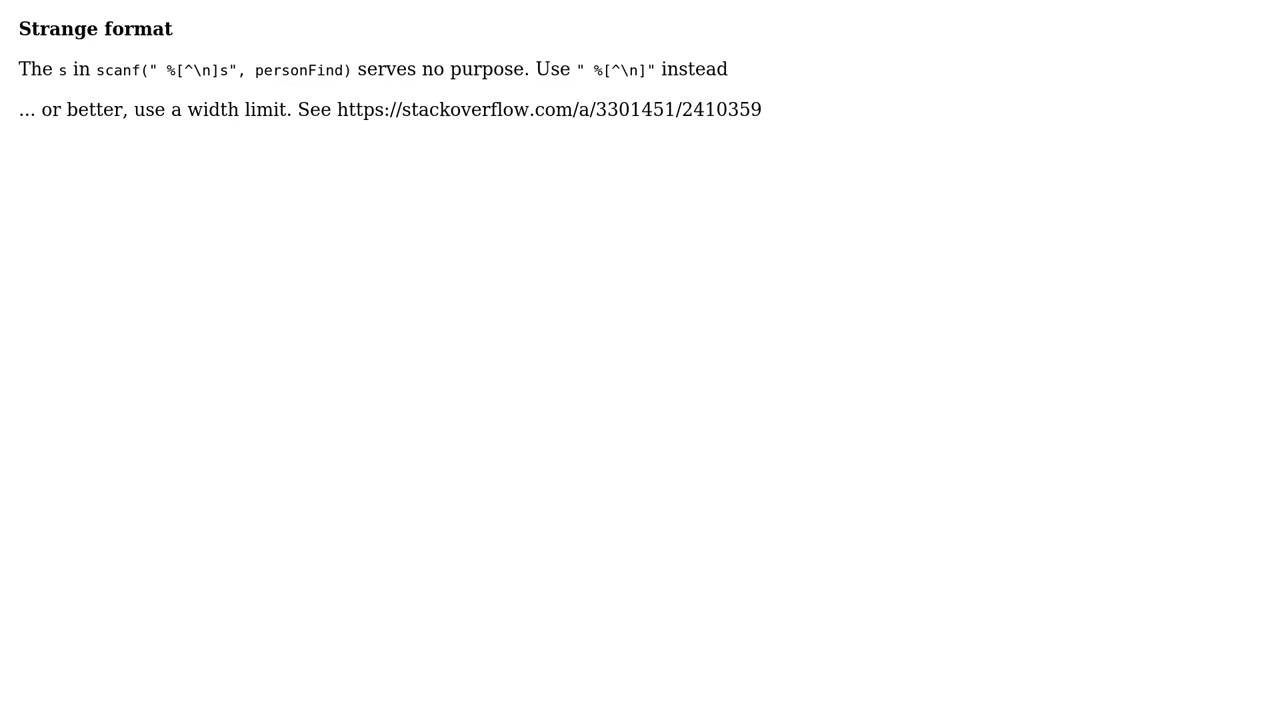 Strange format
The s in scanf(" %[^\n]s", personFind) serves no purpose. Use " %[^\n]" instead
... or better, use a width limit. See https://stackoverflow.com/a/3301451/2410359